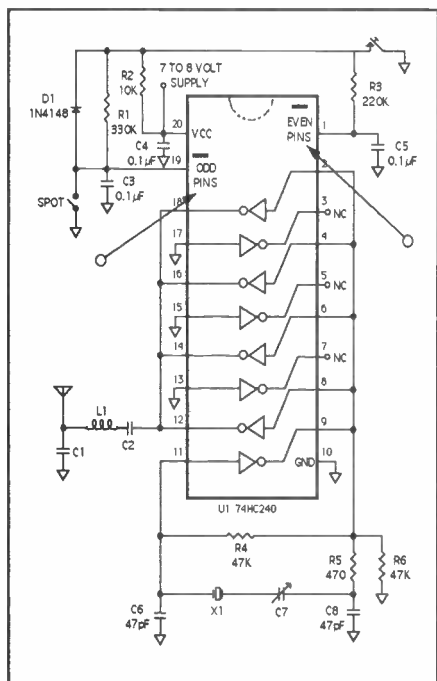 D1
1N4148
R2
10K
7 TO 8 VOLT
SUPPLY
R1
330K
R3
220K
20
VCC
EVEN
PINS
1
C4
0.1µF
19
ODD
PINS
C5
0.1µF
C3
0.1µF
SPOT
18
2
3
NC
17
4
16
5
NC
15
6
14
7
NC
13
8
12
9
11
10
GND
L1
C1
C2
U1 74HC240
R4
47K
R5
470
R6
47K
C6
47pF
X1
C7
C8
47pF